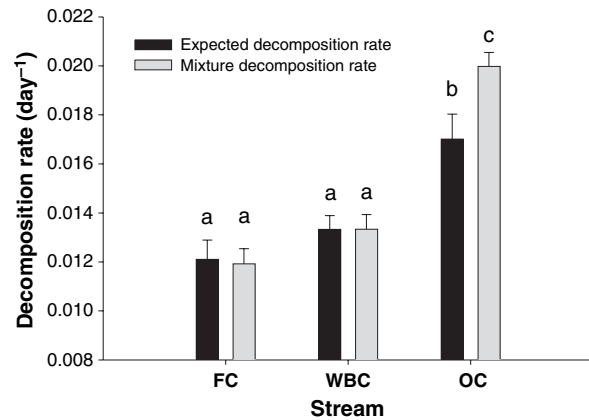 0.022
0.020
0.018
0.016
0.014
0.012
0.010
0.008
Decomposition rate (day⁻¹)
Expected decomposition rate
Mixture decomposition rate
a a a a b c
FC WBC OC
Stream